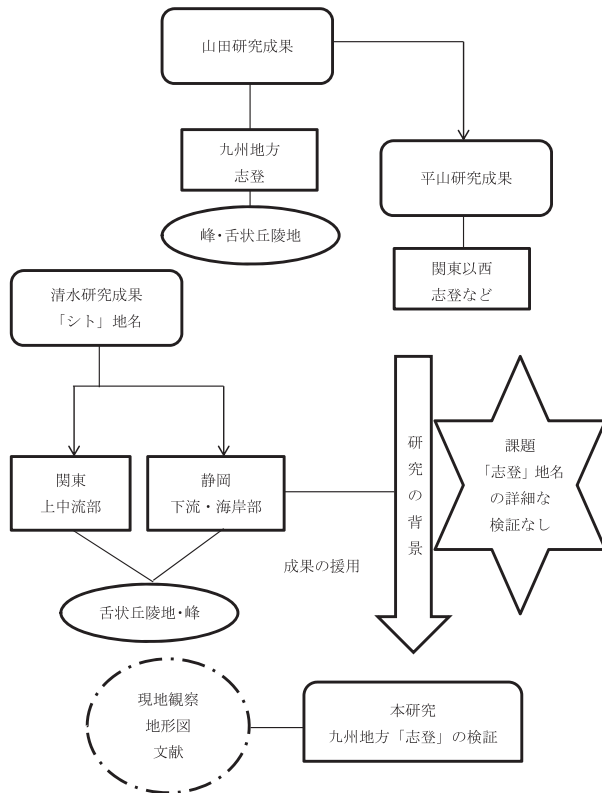 山田研究成果
九州地方
志登
峰・舌状丘陵地
平山研究成果
関東以西
志登など
清水研究成果
「シト」地名
関東
上中流部
静岡
下流・海岸部
舌状丘陵地・峰
成果の援用
研究の背景
課題
「志登」地名
の詳細な
検証なし
現地観察
地形図
文献
本研究
九州地方「志登」の検証